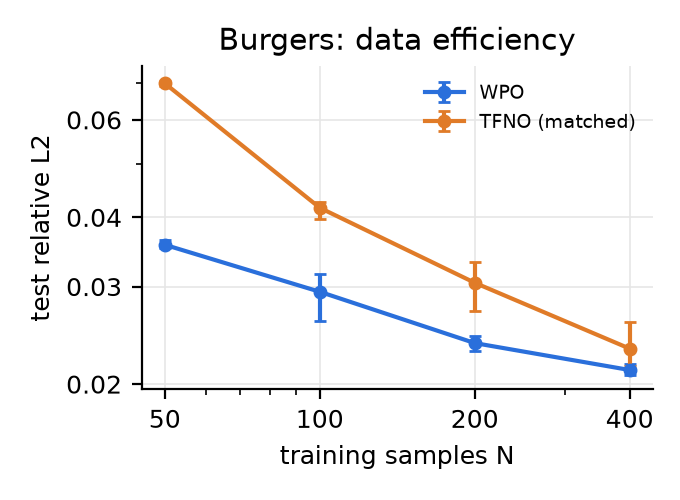 Burgers: data efficiency
WPO
TFNO (matched)
test relative L2
0.06
0.04
0.03
0.02
50
100
200
400
training samples N